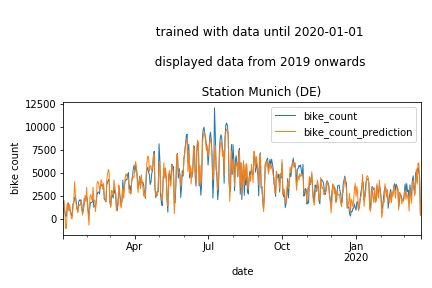 trained with data until 2020-01-01
displayed data from 2019 onwards
Station Munich (DE)
12500
10000
7500
5000
2500
0
bike count
bike_count
bike_count_prediction
Apr
Jul
Oct
Jan
2020
date